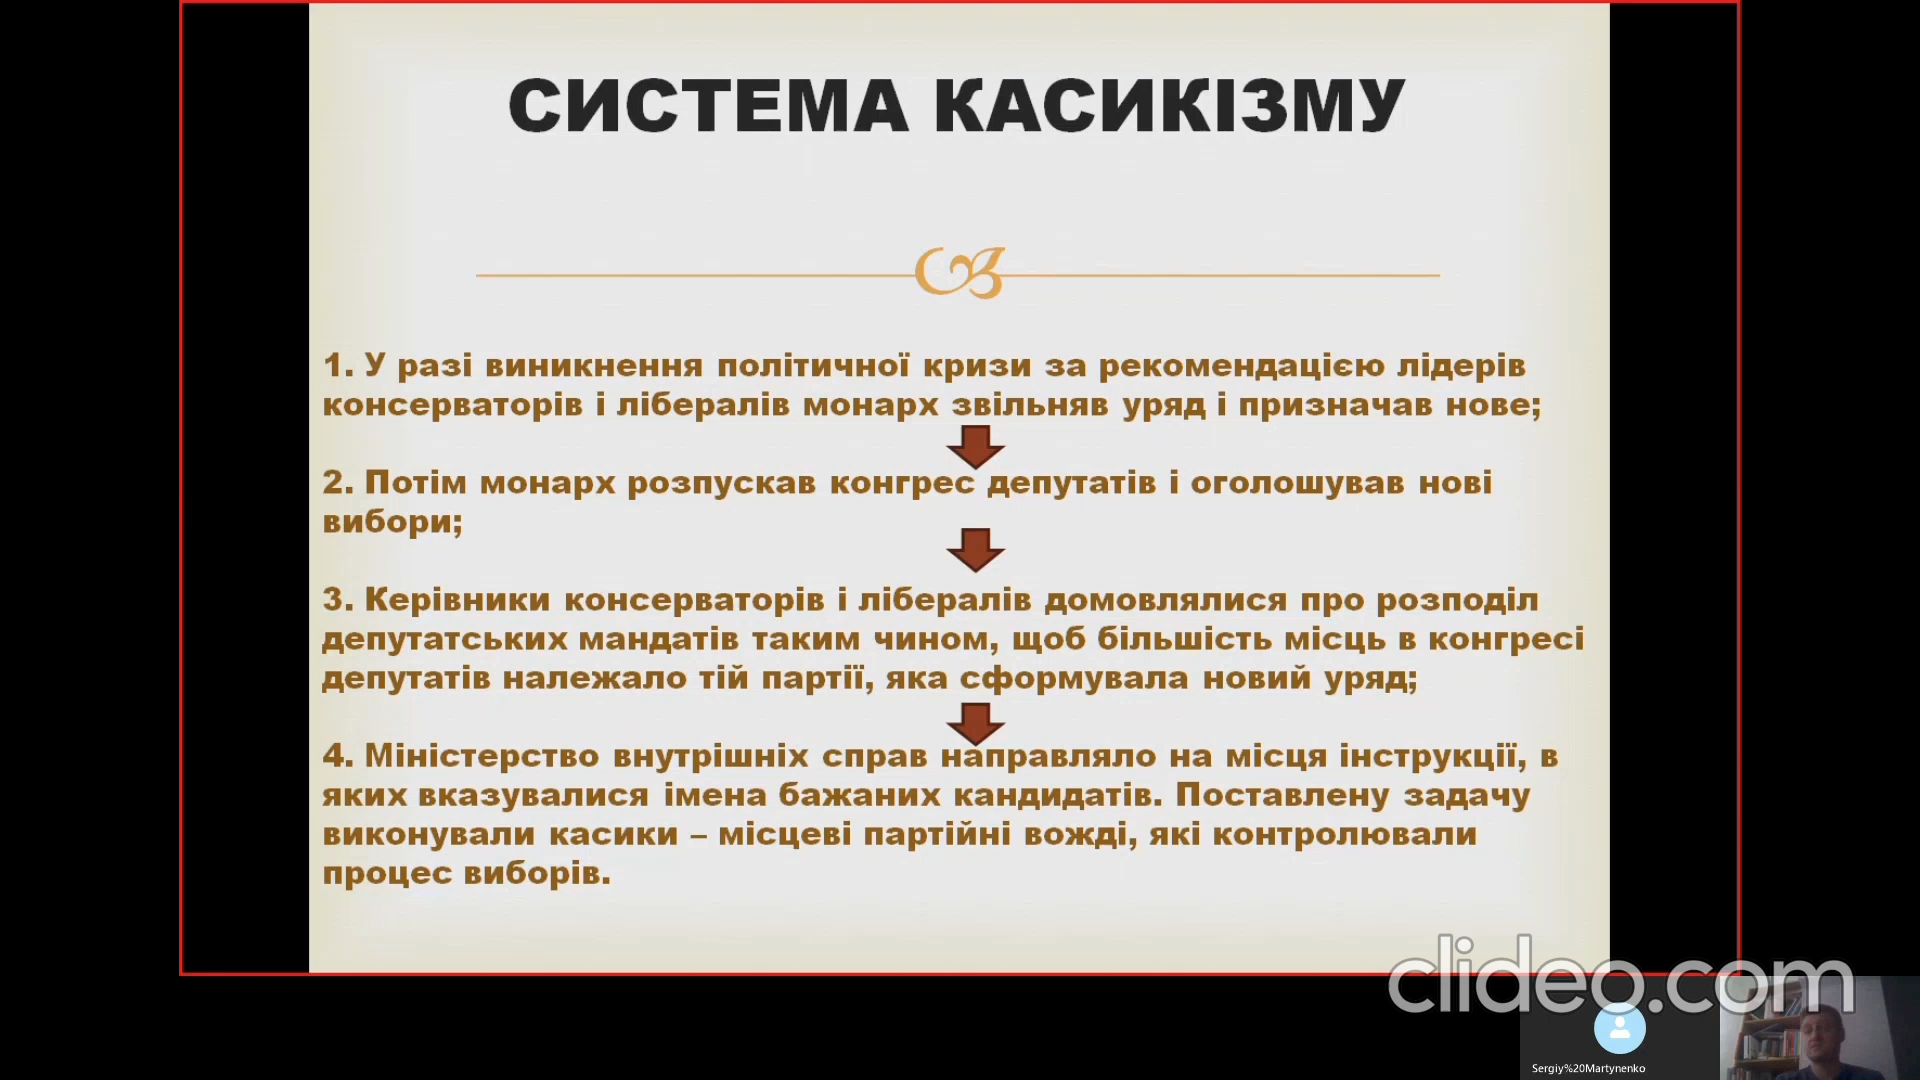 СИСТЕМА КАСИКІЗМУ
1. У разі виникнення політичної кризи за рекомендацією лідерів
консерваторів і лібералів монарх звільняв уряд і призначав нове;
2. Потім монарх розпускав конгрес депутатів і оголошував нові
вибори;
3. Керівники консерваторів і лібералів домовлялися про розподіл
депутатських мандатів таким чином, щоб більшість місць в конгресі
депутатів належало тій партії, яка сформувала новий уряд;
4. Міністерство внутрішніх справ направляло на місця інструкції, в
яких вказувалися імена бажаних кандидатів. Поставлену задачу
виконували касики – місцеві партійні вожді, які контролювали
процес виборів.
clideo.com
Sergiy%20Martynenko